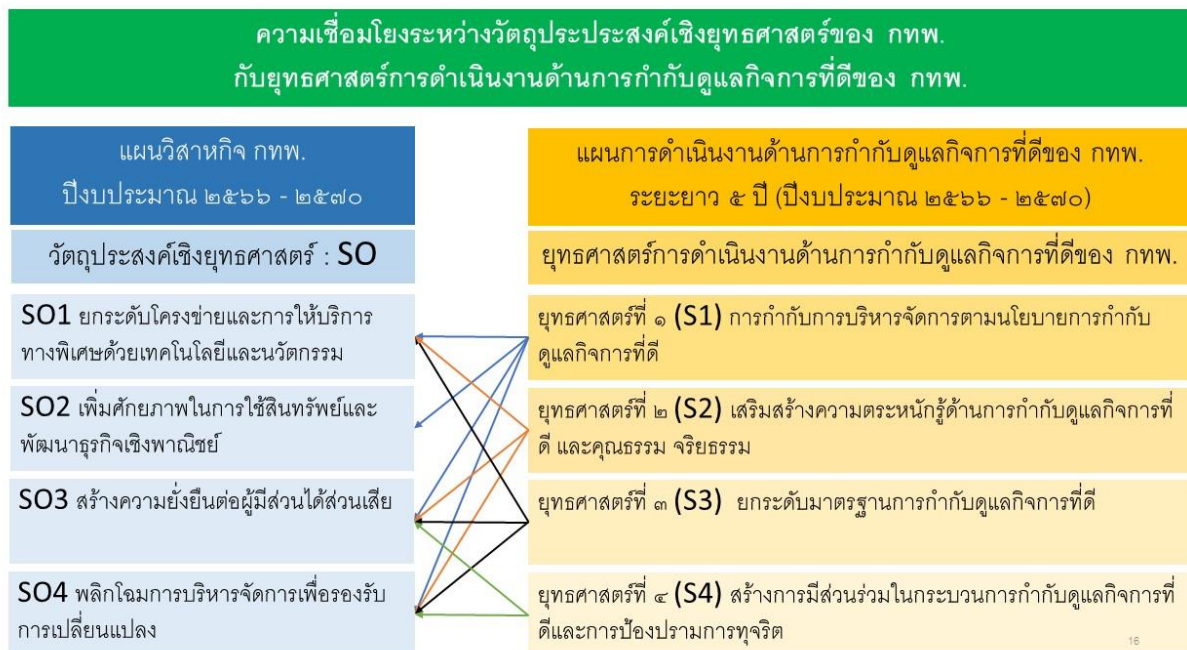 ความเชื่อมโยงระหว่างวัตถุประประสงค์เชิงยุทธศาสตร์ของ กทพ.
กับยุทธศาสตร์การดำเนินงานด้านการกำกับดูแลกิจการที่ดีของ กทพ.
แผนวิสาหกิจ กทพ.
ปีงบประมาณ ๒๕๖๖ - ๒๕๗๐
วัตถุประสงค์เชิงยุทธศาสตร์ : SO
SO1 ยกระดับโครงข่ายและการให้บริการ
ทางพิเศษด้วยเทคโนโลยีและนวัตกรรม
SO2 เพิ่มศักยภาพในการใช้สินทรัพย์และ
พัฒนาธุรกิจเชิงพาณิชย์
SO3 สร้างความยั่งยืนต่อผู้มีส่วนได้ส่วนเสีย
SO4 พลิกโฉมการบริหารจัดการเพื่อรองรับ
การเปลี่ยนแปลง
แผนการดำเนินงานด้านการกำกับดูแลกิจการที่ดีของ กทพ.
ระยะยาว ๕ ปี (ปีงบประมาณ ๒๕๖๖ - ๒๕๗๐)
ยุทธศาสตร์การดำเนินงานด้านการกำกับดูแลกิจการที่ดีของ กทพ.
ยุทธศาสตร์ที่ ๑ (S1) การกำกับการบริหารจัดการตามนโยบายการกำกับ
ดูแลกิจการที่ดี
ยุทธศาสตร์ที่ ๒ (S2) เสริมสร้างความตระหนักรู้ด้านการกำกับดูแลกิจการที่
ดี และคุณธรรม จริยธรรม
ยุทธศาสตร์ที่ ๓ (S3) ยกระดับมาตรฐานการกำกับดูแลกิจการที่ดี
ยุทธศาสตร์ที่ ๔ (S4) สร้างการมีส่วนร่วมในกระบวนการกำกับดูแลกิจการที่
ดีและการป้องปรามการทุจริต
16